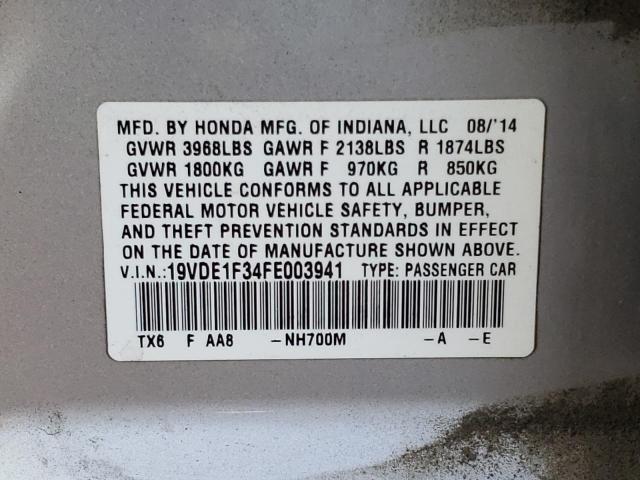 MFD. BY HONDA MFG. OF INDIANA, LLC 08/'14
GVWR 3968LBS GAWR F 2138LBS R 1874LBS
GVWR 1800KG GAWR F 970KG R 850KG
THIS VEHICLE CONFORMS TO ALL APPLICABLE
FEDERAL MOTOR VEHICLE SAFETY, BUMPER,
AND THEFT PREVENTION STANDARDS IN EFFECT
ON THE DATE OF MANUFACTURE SHOWN ABOVE.
V.I.N.:19VDE1F34FE003941 TYPE: PASSENGER CAR
TX6 F AA8 -NH700M -A -E